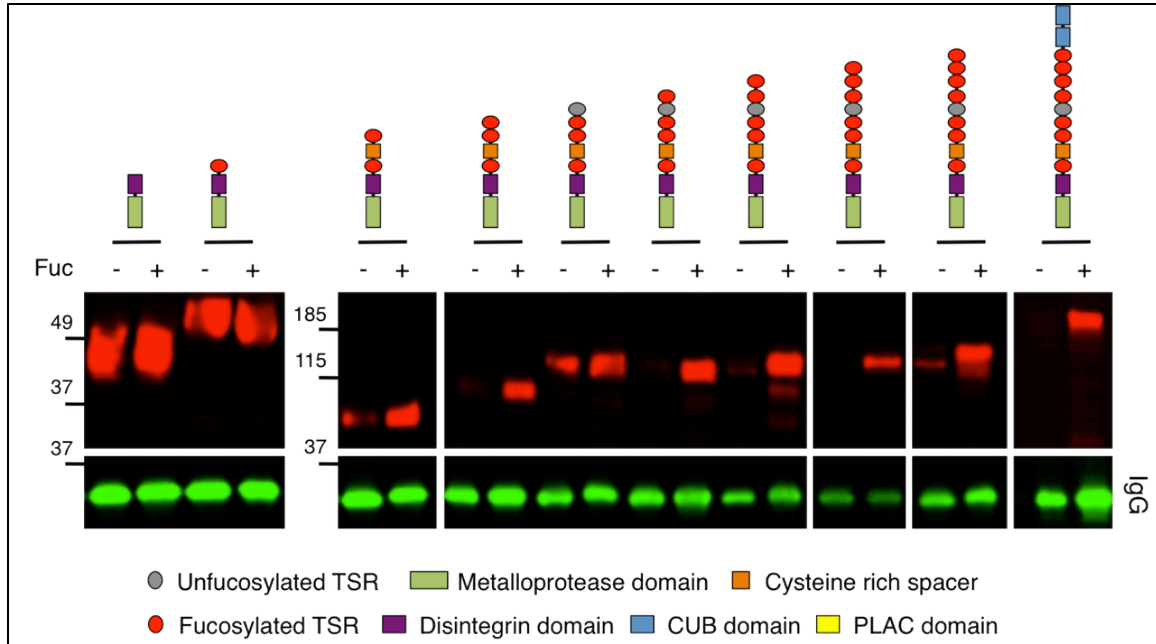 Fuc - + - + - + - + - + - + - + - + - + - +
49
37
37
185
115
37
IgG
Unfucosylated TSR Metalloprotease domain Cysteine rich spacer
Fucosylated TSR Disintegrin domain CUB domain PLAC domain